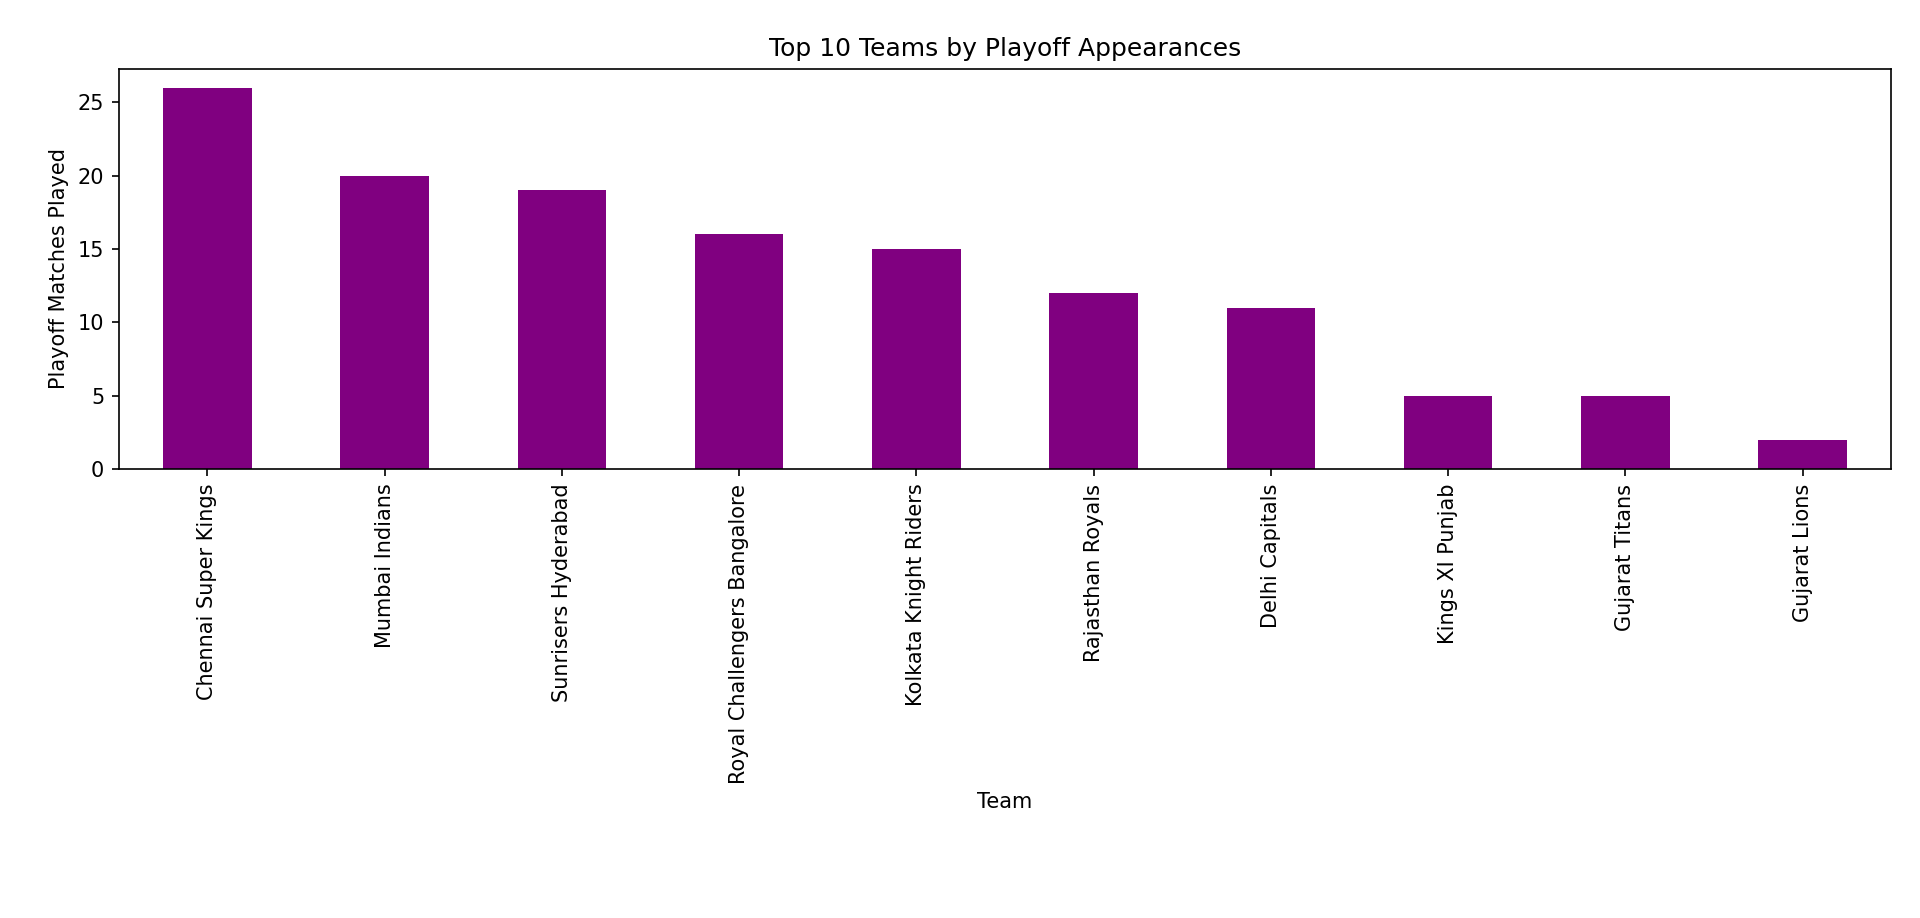 Top 10 Teams by Playoff Appearances
Playoff Matches Played
25
20
15
10
5
0
Chennai Super Kings
Mumbai Indians
Sunrisers Hyderabad
Royal Challengers Bangalore
Kolkata Knight Riders
Rajasthan Royals
Delhi Capitals
Kings XI Punjab
Gujarat Titans
Gujarat Lions
Team